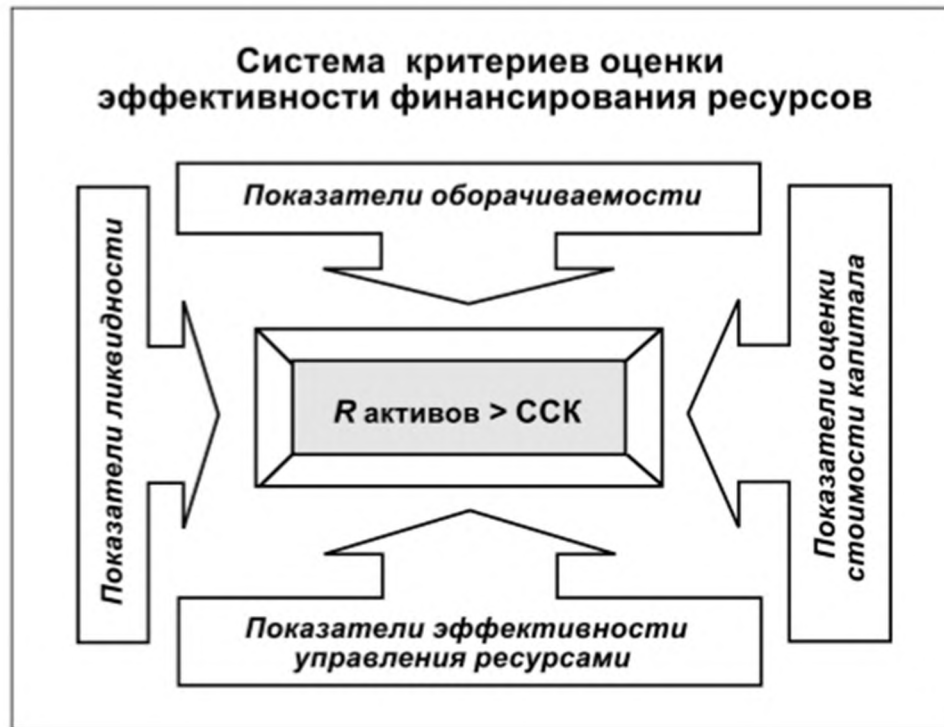 Система критериев оценки
эффективности финансирования ресурсов
Показатели оборачиваемости
Показатели ликвидности
R активов > ССК
Показатели оценки
стоимости капитала
Показатели эффективности
управления ресурсами